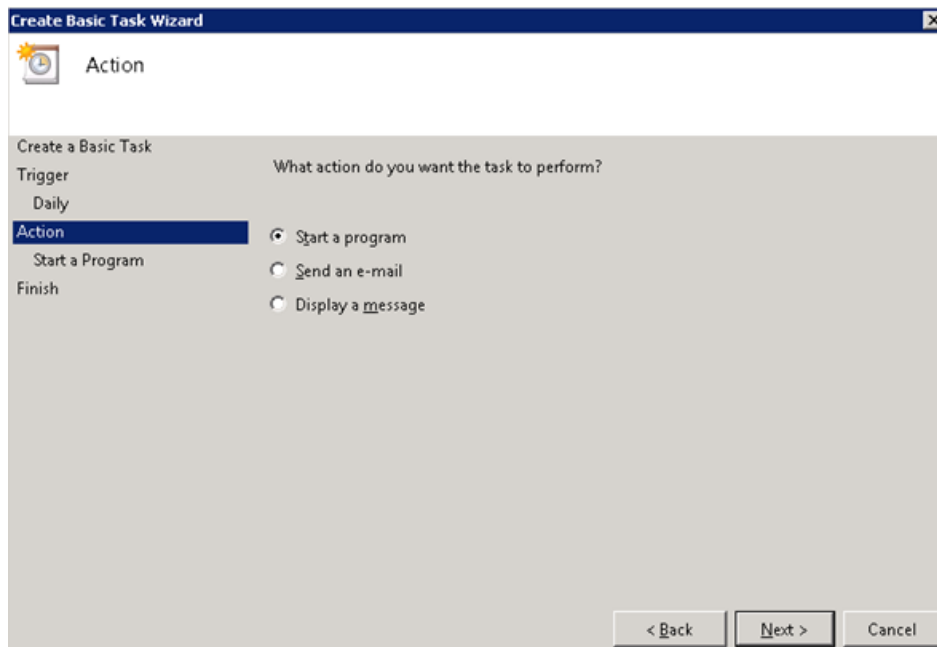 Create Basic Task Wizard
Action
Create a Basic Task
Trigger
Daily
Action
Start a Program
Finish
What action do you want the task to perform?
Start a program
Send an e-mail
Display a message
< Back
Next >
Cancel